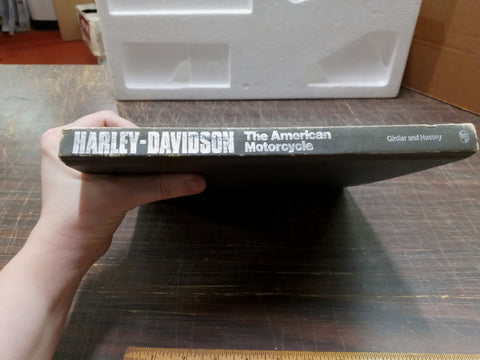 HARLEY-DAVIDSON
The American
Motorcycle
Girdler and Hussey